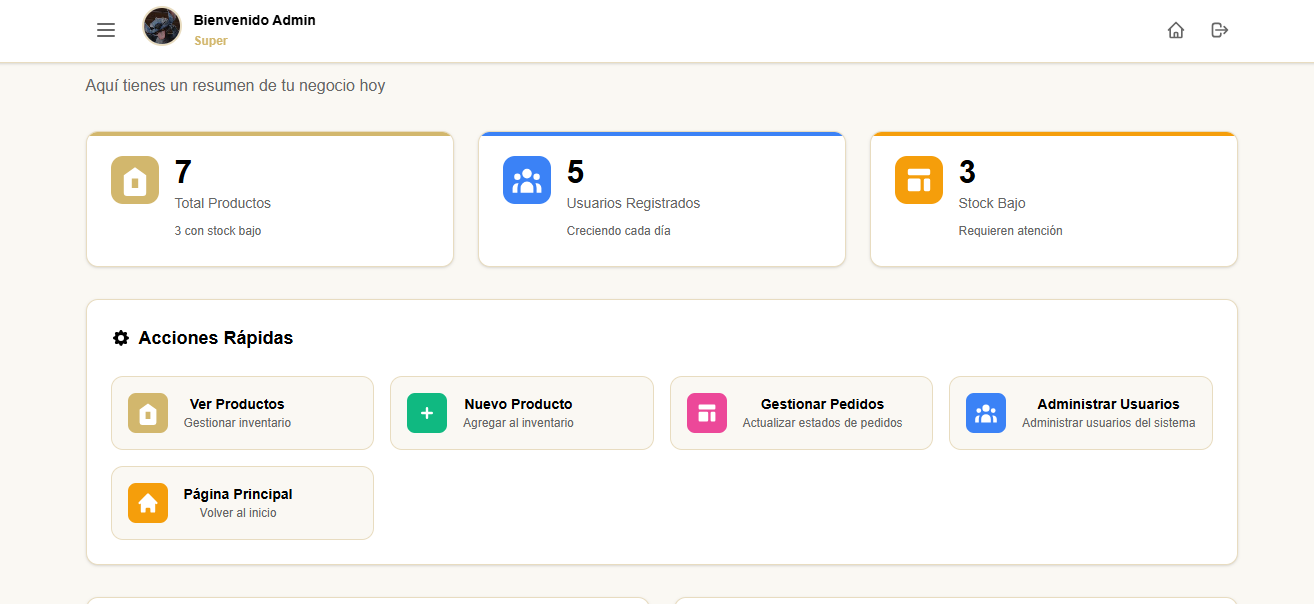 Bienvenido Admin
Super
Aquí tienes un resumen de tu negocio hoy
7
Total Productos
3 con stock bajo
5
Usuarios Registrados
Creciendo cada día
3
Stock Bajo
Requieren atención
Acciones Rápidas
Ver Productos
Gestionar inventario
Nuevo Producto
Agregar al inventario
Gestionar Pedidos
Actualizar estados de pedidos
Administrar Usuarios
Administrar usuarios del sistema
Página Principal
Volver al inicio